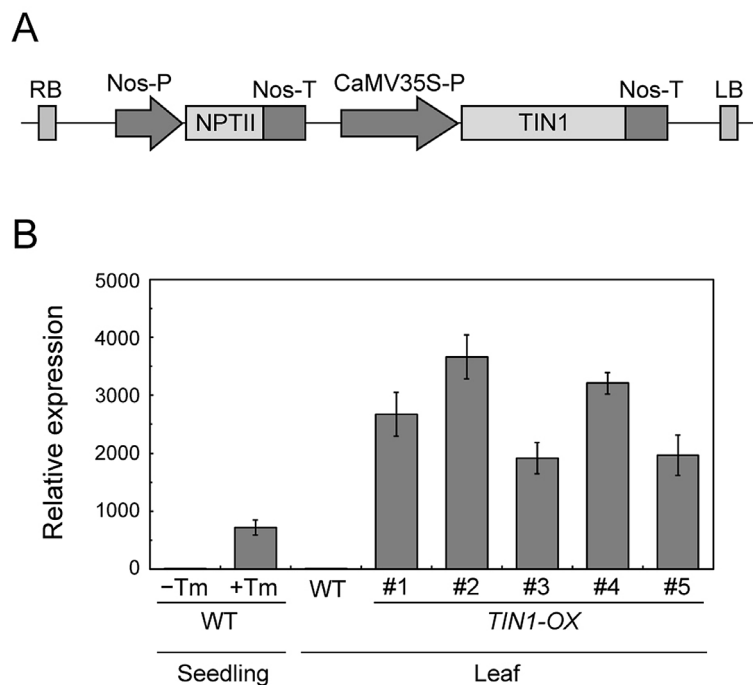 A
RB Nos-P Nos-T CaMV35S-P Nos-T LB
NPTII TIN1
B
Relative expression
5000
4000
3000
2000
1000
0
−Tm +Tm WT #1 #2 #3 #4 #5
WT TIN1-OX
Seedling Leaf